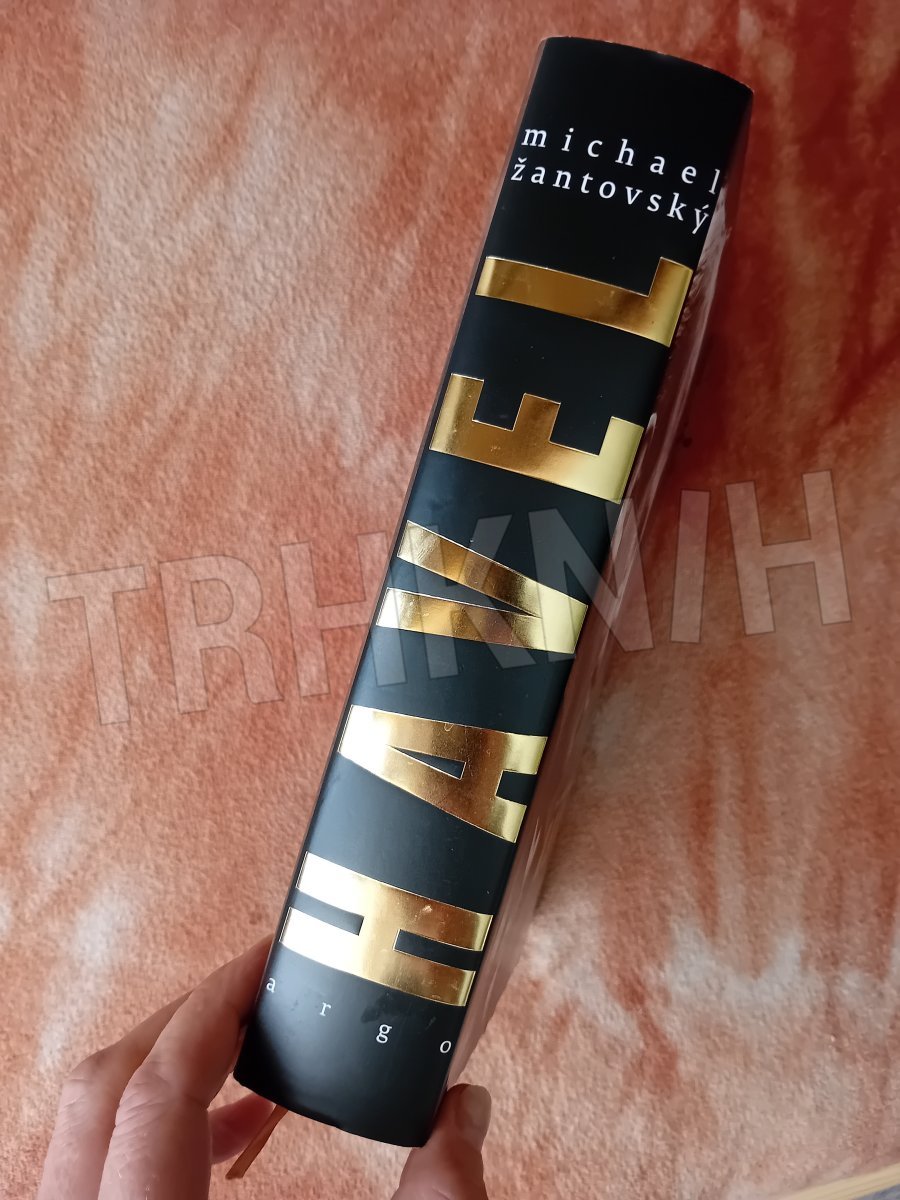 michael
žantovský
HAVEL
argo
TRHKNIH